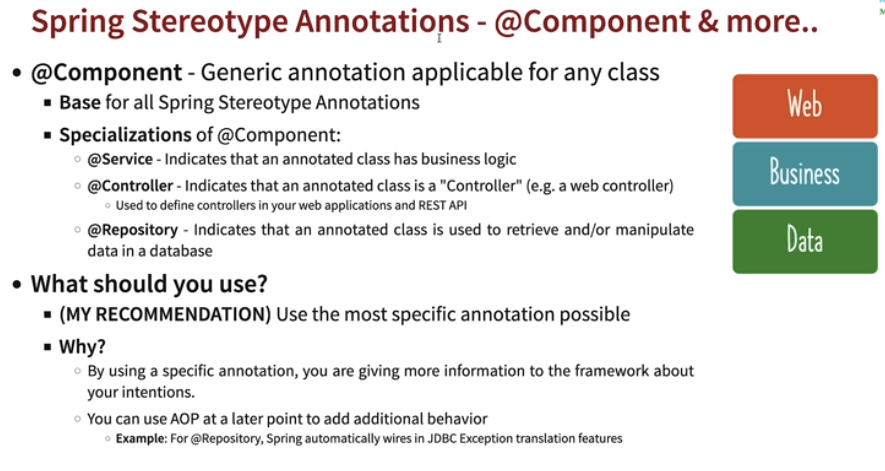 Spring Stereotype Annotations - @Component & more..
• @Component - Generic annotation applicable for any class
▪ Base for all Spring Stereotype Annotations
▪ Specializations of @Component:
○ @Service - Indicates that an annotated class has business logic
○ @Controller - Indicates that an annotated class is a "Controller" (e.g. a web controller)
○ Used to define controllers in your web applications and REST API
○ @Repository - Indicates that an annotated class is used to retrieve and/or manipulate
data in a database
• What should you use?
▪ (MY RECOMMENDATION) Use the most specific annotation possible
▪ Why?
○ By using a specific annotation, you are giving more information to the framework about
your intentions.
○ You can use AOP at a later point to add additional behavior
○ Example: For @Repository, Spring automatically wires in JDBC Exception translation features
Web
Business
Data